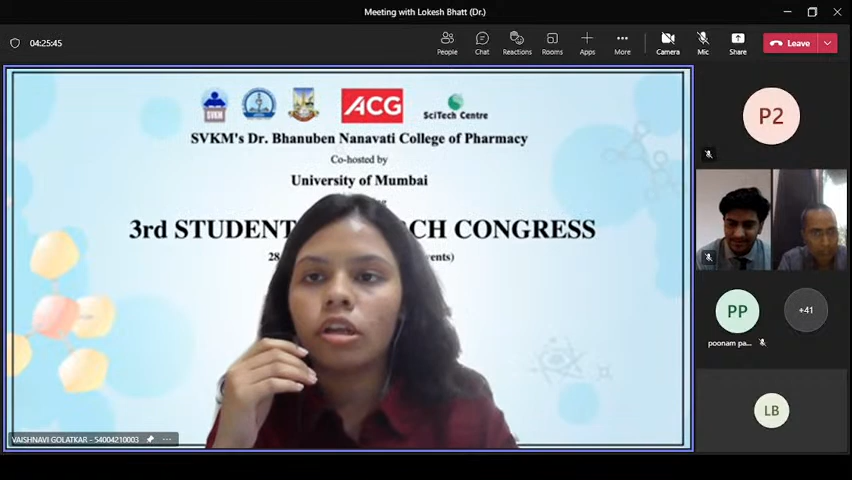 Meeting with Lokesh Bhatt (Dr.)
04:25:45
People
Chat
Reactions
Rooms
Apps
More
Camera
Mic
Share
Leave
SVKM
ACG
SciTech Centre
SVKM's Dr. Bhanuben Nanavati College of Pharmacy
Co-hosted by
University of Mumbai
3rd STUDENT CH CONGRESS
28
P2
PP
+41
poonam pa...
LB
VAISHNAVI GOLATKAR - 54004210003